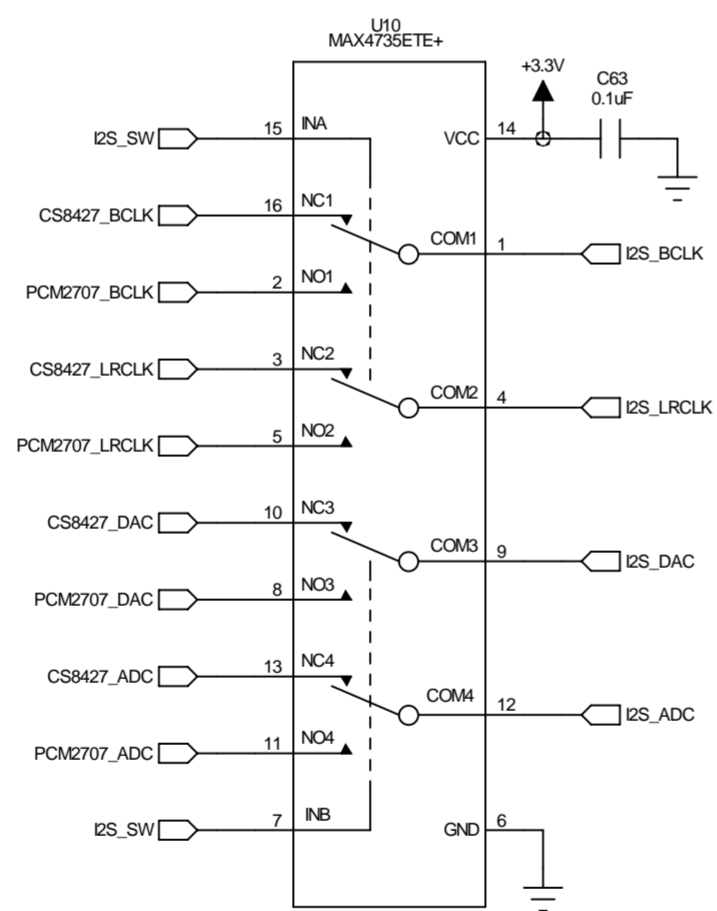 U10
MAX4735ETE+
+3.3V
C63
0.1uF
I2S_SW 15 INA VCC 14
CS8427_BCLK 16 NC1
COM1 1 I2S_BCLK
PCM2707_BCLK 2 NO1
CS8427_LRCLK 3 NC2
COM2 4 I2S_LRCLK
PCM2707_LRCLK 5 NO2
CS8427_DAC 10 NC3
COM3 9 I2S_DAC
PCM2707_DAC 8 NO3
CS8427_ADC 13 NC4
COM4 12 I2S_ADC
PCM2707_ADC 11 NO4
I2S_SW 7 INB GND 6